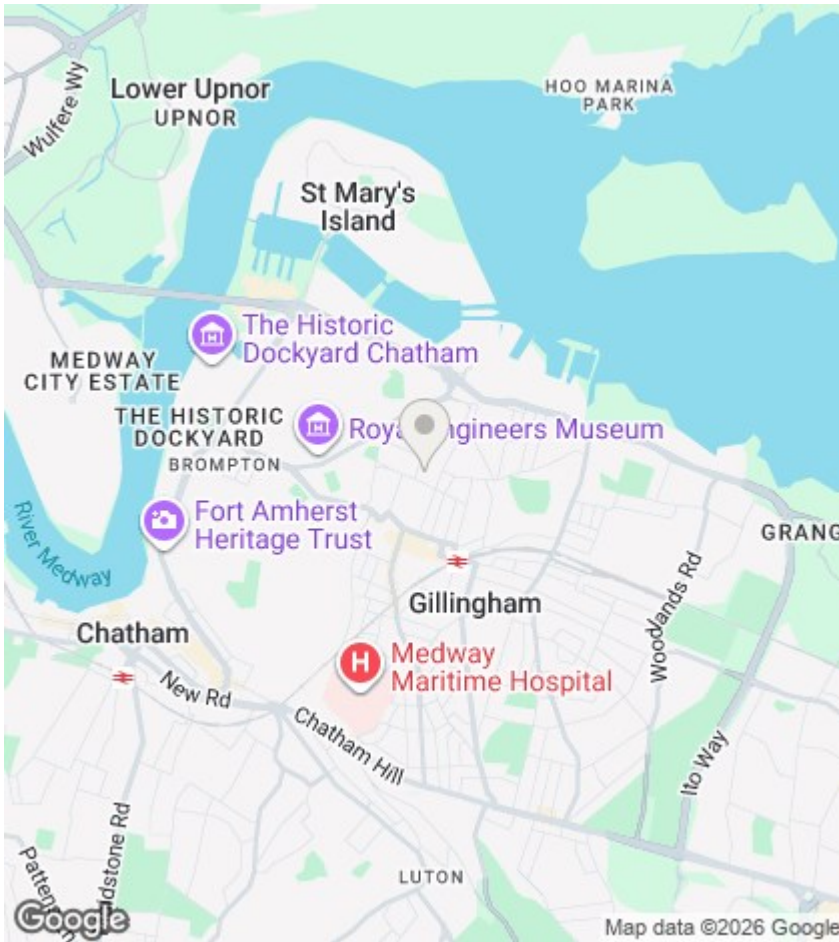 Lower Upnor
UPNOR
Wulfere Wy
HOO MARINA
PARK
St Mary's
Island
The Historic
Dockyard Chatham
MEDWAY
CITY ESTATE
THE HISTORIC
DOCKYARD
BROMPTON
Engineers Museum
Fort Amherst
Heritage Trust
River Medway
GRANG
Gillingham
Chatham
Woodlands Rd
H
Medway
Maritime Hospital
New Rd
Chatham Hill
Ito Way
LUTON
Google
Map data ©2026 Google